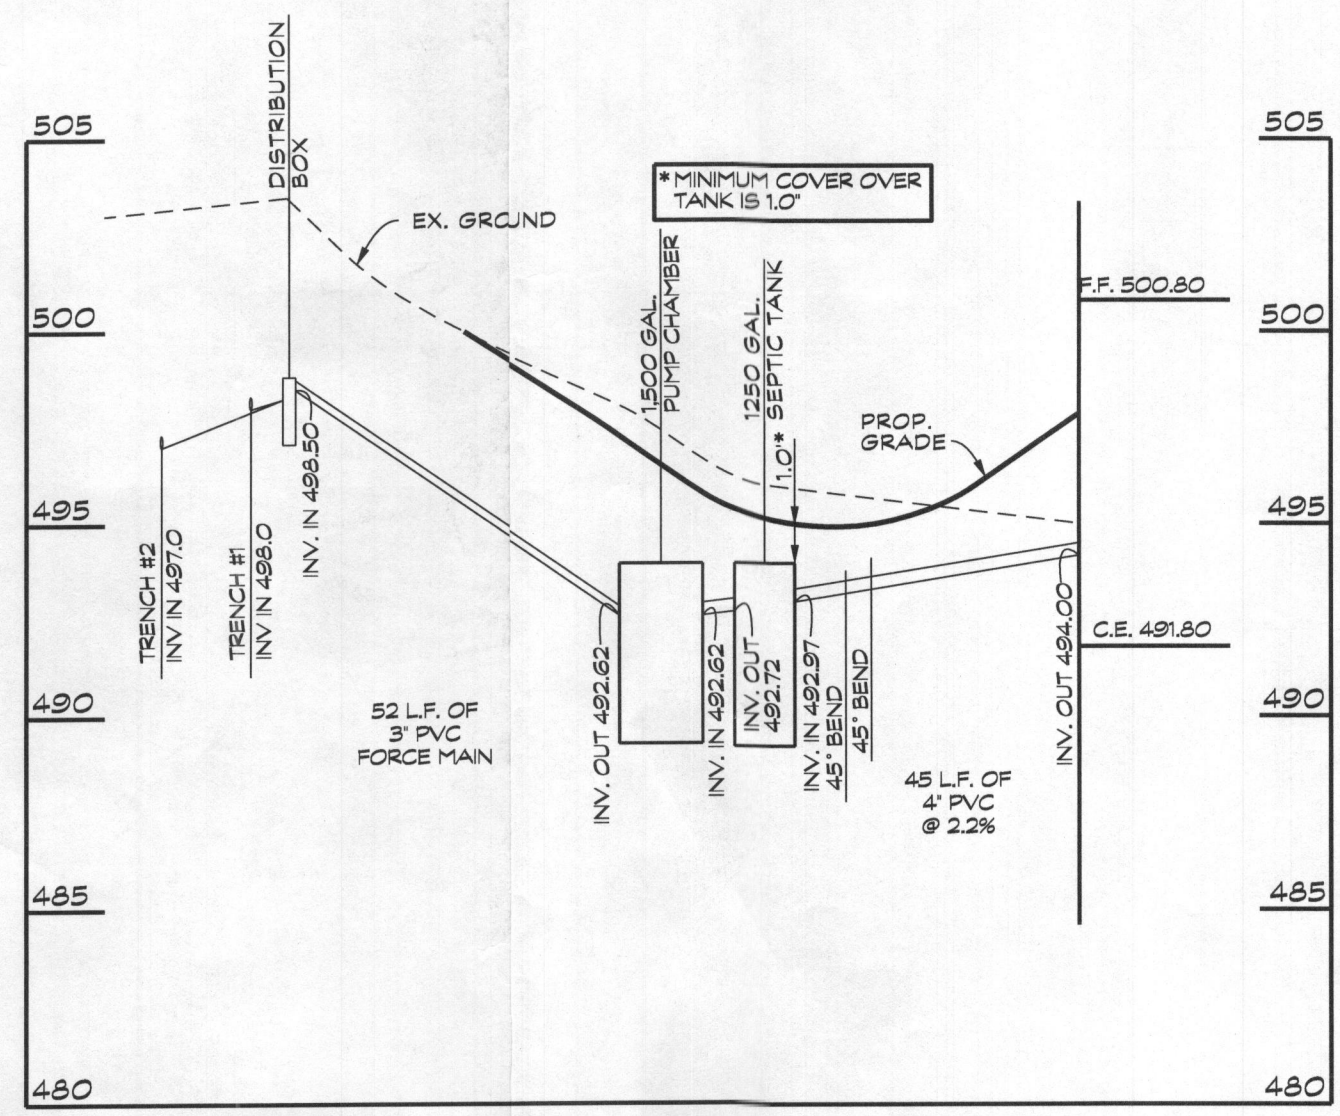 DISTRIBUTION
BOX
505
505
* MINIMUM COVER OVER
TANK IS 1.0"
EX. GROUND
1,500 GAL.
PUMP CHAMBER
1250 GAL.
SEPTIC TANK
F.F. 500.80
500
500
1.0'*
PROP.
GRADE
INV. IN 498.50
495
495
TRENCH #2
INV IN 497.0
TRENCH #1
INV IN 498.0
INV. OUT 492.62
INV. IN 492.62
INV. OUT
492.72
INV. IN 492.97
45° BEND
45° BEND
INV. OUT 494.00
C.E. 491.80
490
490
52 L.F. OF
3" PVC
FORCE MAIN
45 L.F. OF
4" PVC
@ 2.2%
485
485
480
480